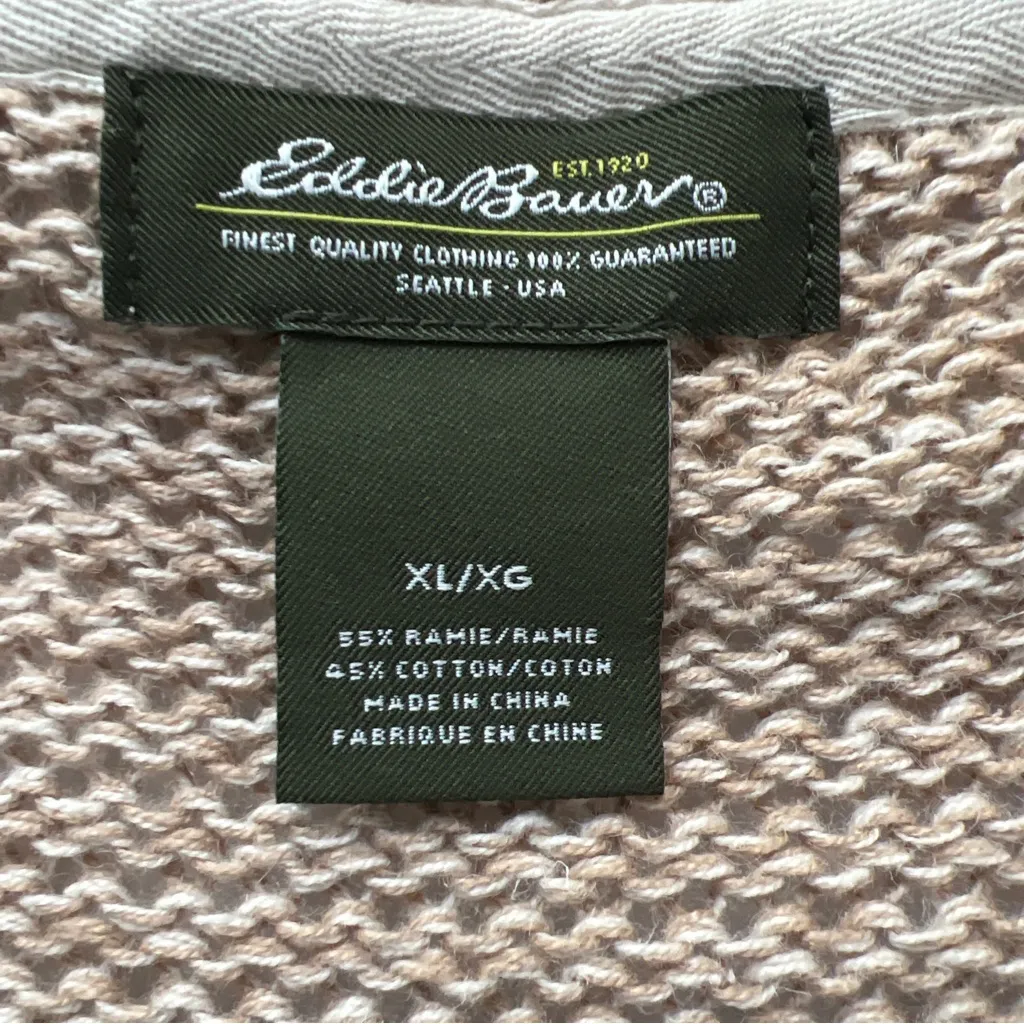 EST. 1920
Eddie Bauer®
FINEST QUALITY CLOTHING 100% GUARANTEED
SEATTLE · USA
XL/XG
55% RAMIE/RAMIE
45% COTTON/COTON
MADE IN CHINA
FABRIQUE EN CHINE